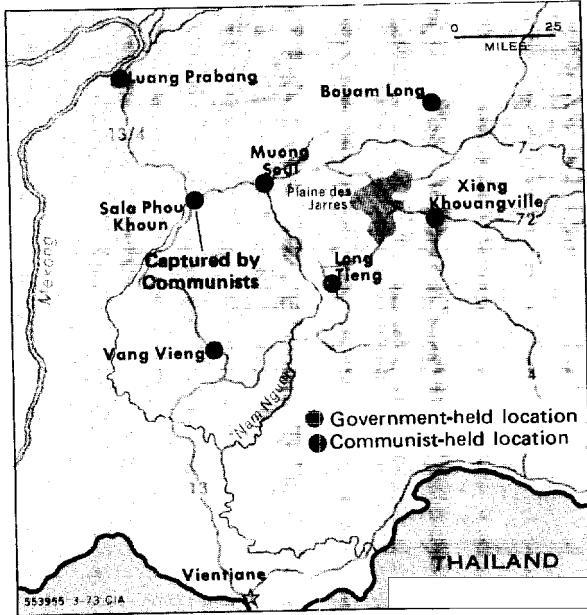 0 25
MILES
Luang Prabang
Bouam Long
13/4
7
Muong
Soui
Plaine des
Jarres
Xieng
Khouangville
72
Sala Phou
Khoun
Captured by
Communists
Long
Tieng
Mekong
Vang Vieng
4
Nam Ngum
Government-held location
Communist-held location
13
Vientiane
THAILAND
553955 3-73 CIA